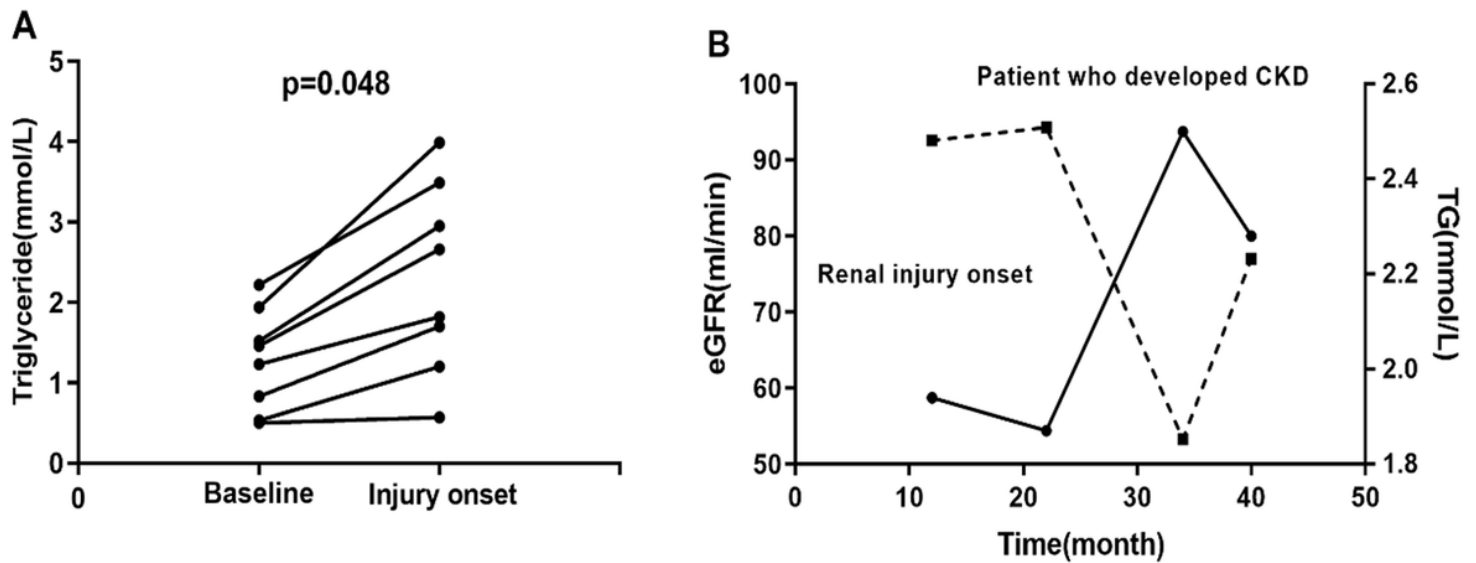 A
p=0.048
Triglyceride(mmol/L)
5
4
3
2
1
0
0
Baseline
Injury onset
B
Patient who developed CKD
Renal injury onset
eGFR(ml/min)
100
90
80
70
60
50
TG(mmol/L)
2.6
2.4
2.2
2.0
1.8
0
10
20
30
40
50
Time(month)